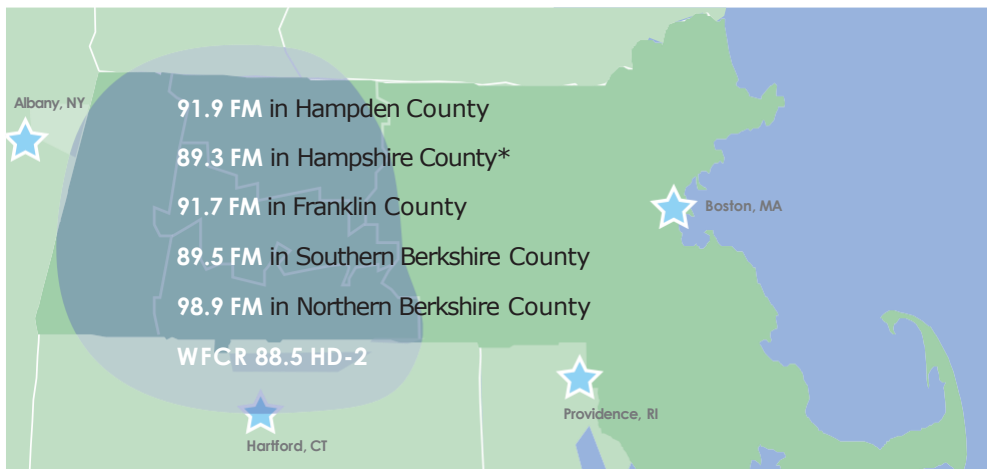 Albany, NY
91.9 FM in Hampden County
89.3 FM in Hampshire County*
91.7 FM in Franklin County
Boston, MA
89.5 FM in Southern Berkshire County
98.9 FM in Northern Berkshire County
WFCR 88.5 HD-2
Providence, RI
Hartford, CT